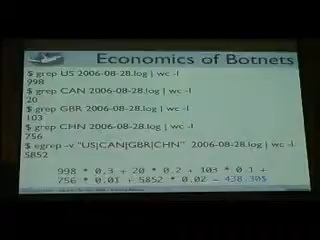 Economics of Botnets
$ grep US 2006-08-28.log | wc -l
998
$ grep CAN 2006-08-28.log | wc -l
20
$ grep GBR 2006-08-28.log | wc -l
103
$ grep CHN 2006-08-28.log | wc -l
756
$ egrep -v "US|CAN|GBR|CHN" 2006-08-28.log | wc -l
5852
998 * 0.3 + 20 * 0.2 + 103 * 0.1 +
756 * 0.01 + 5852 * 0.02 = 438.30$